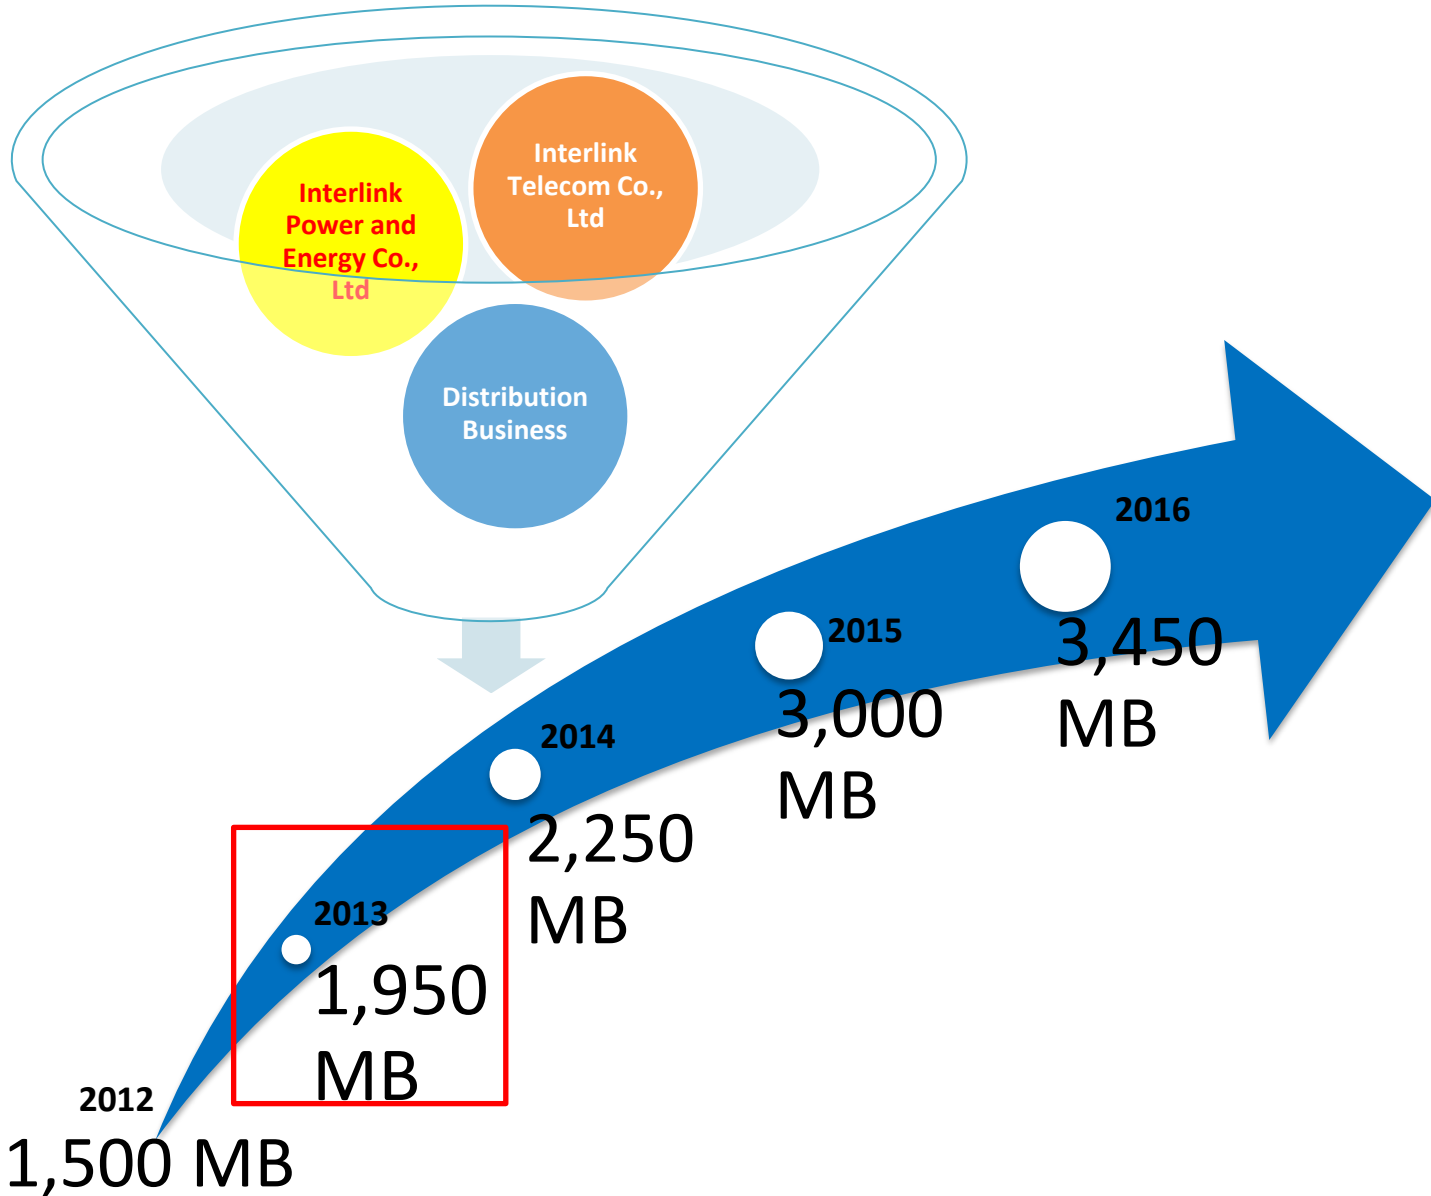 Interlink
Telecom Co.,
Ltd
Interlink
Power and
Energy Co.,
Ltd
Distribution
Business
2016
3,450
MB
2015
3,000
MB
2014
2,250
MB
2013
1,950
MB
2012
1,500 MB